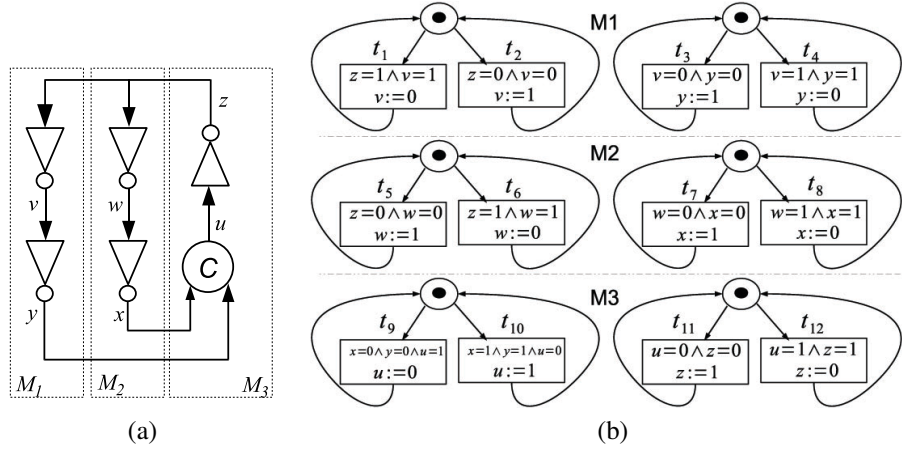 z
v
w
u
C
y
x
M1
M2
M3
(a)
M1
t1
t2
t3
t4
z=1∧v=1
v:=0
z=0∧v=0
v:=1
v=0∧y=0
y:=1
v=1∧y=1
y:=0
M2
t5
t6
t7
t8
z=0∧w=0
w:=1
z=1∧w=1
w:=0
w=0∧x=0
x:=1
w=1∧x=1
x:=0
M3
t9
t10
t11
t12
x=0∧y=0∧u=1
u:=0
x=1∧y=1∧u=0
u:=1
u=0∧z=0
z:=1
u=1∧z=1
z:=0
(b)